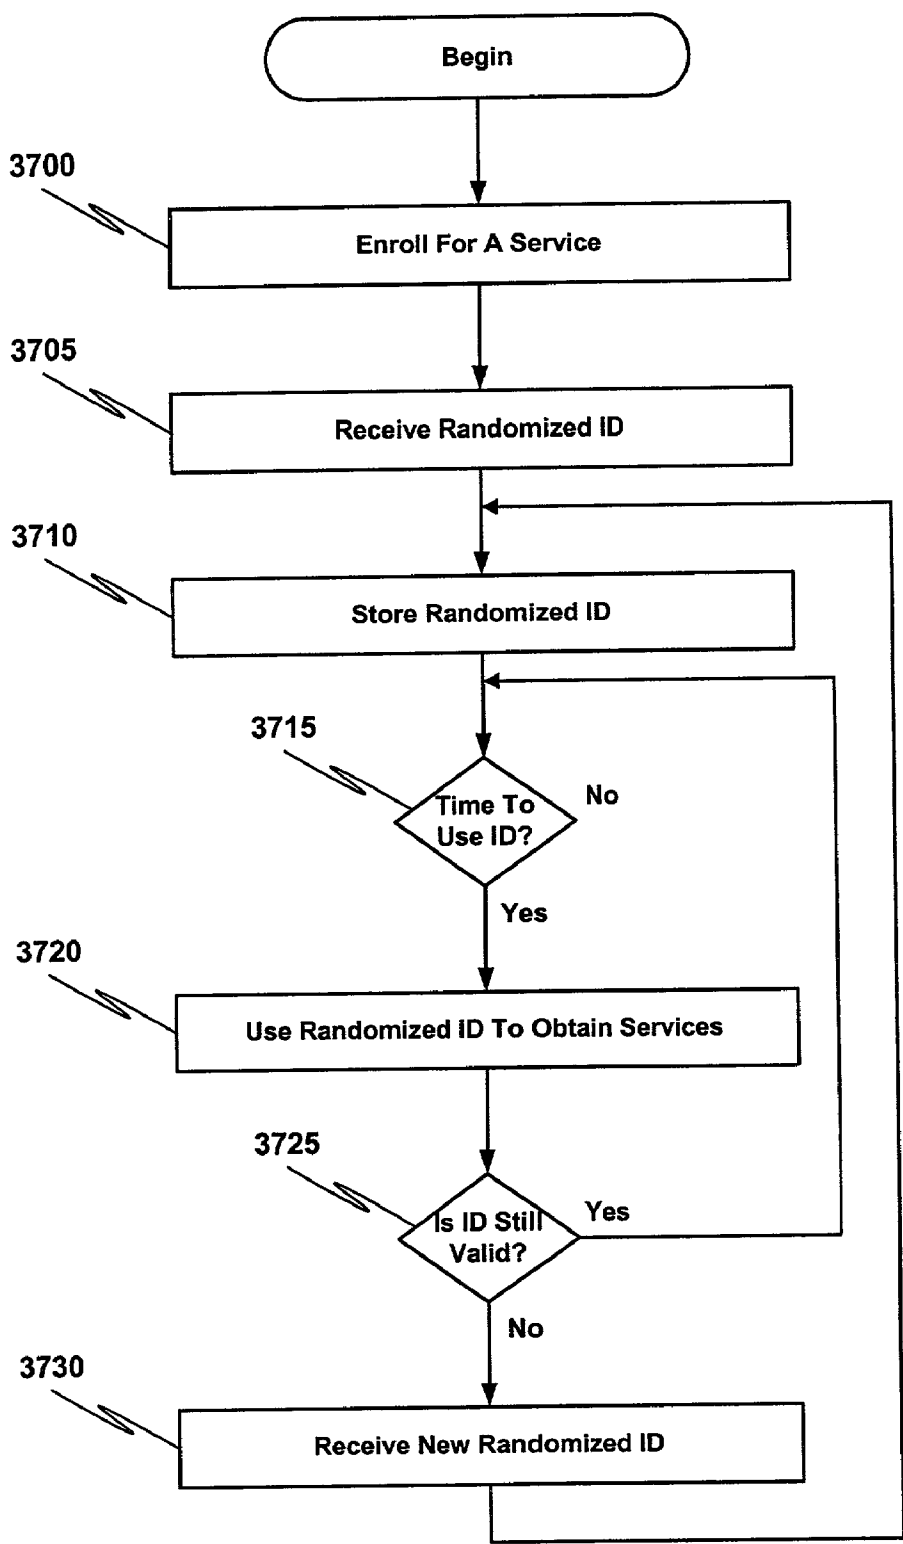 Begin
3700
Enroll For A Service
3705
Receive Randomized ID
3710
Store Randomized ID
3715
Time To
Use ID?
No
Yes
3720
Use Randomized ID To Obtain Services
3725
Is ID Still
Valid?
Yes
No
3730
Receive New Randomized ID